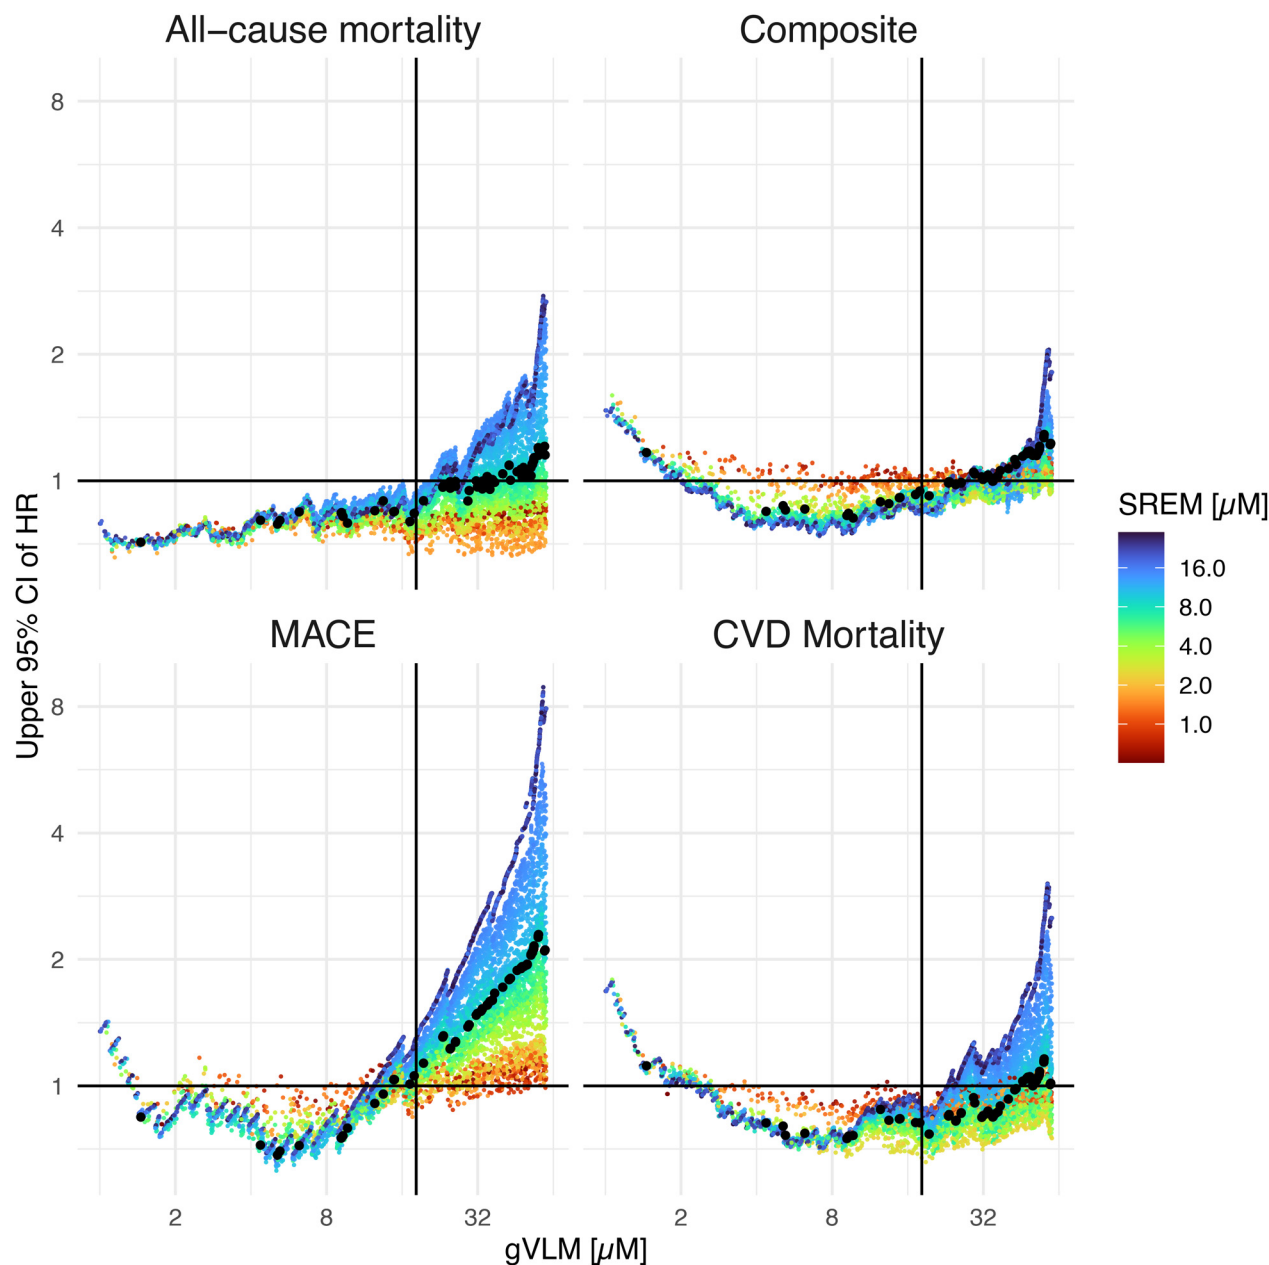 All−cause mortality
Composite
8
4
2
1
MACE
CVD Mortality
8
4
2
1
2
8
32
2
8
32
Upper 95% CI of HR
gVLM [µM]
SREM [µM]
16.0
8.0
4.0
2.0
1.0